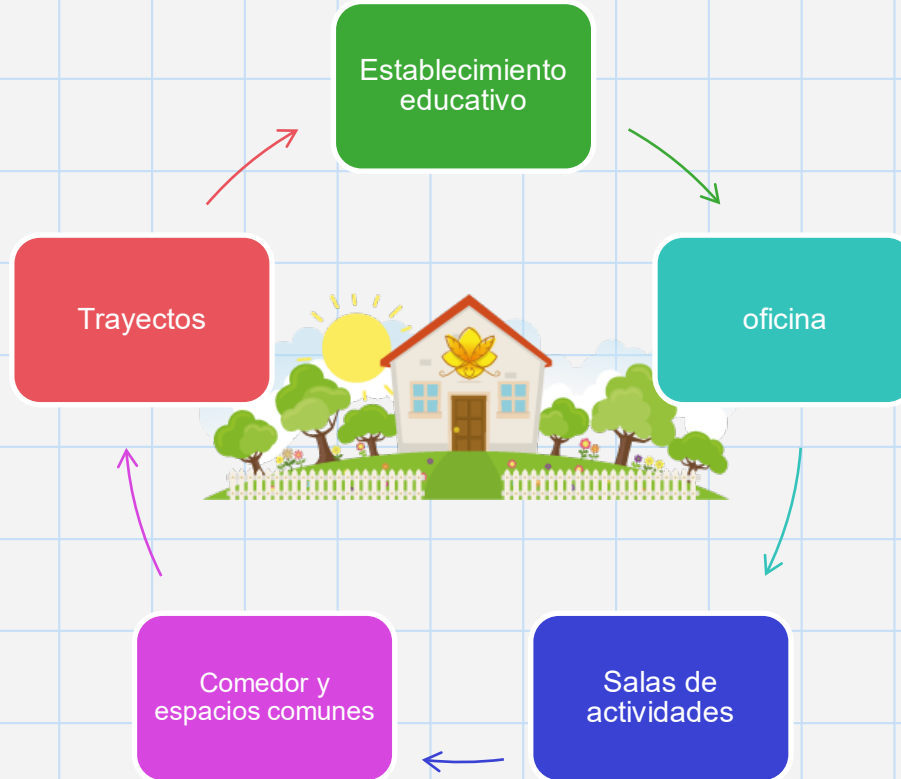 Establecimiento
educativo
Trayectos
oficina
Comedor y
espacios comunes
Salas de
actividades